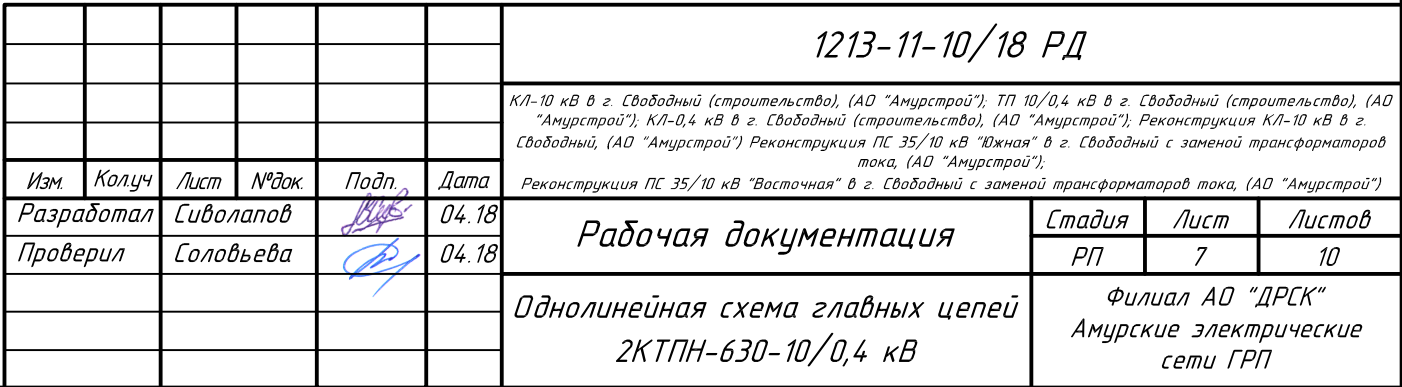 1213-11-10/18 РД
КЛ-10 кВ в г. Свободный (строительство), (АО "Амурстрой"); ТП 10/0,4 кВ в г. Свободный (строительство), (АО
"Амурстрой"); КЛ-0,4 кВ в г. Свободный (строительство), (АО "Амурстрой"); Реконструкция КЛ-10 кВ в г.
Свободный, (АО "Амурстрой") Реконструкция ПС 35/10 кВ "Южная" в г. Свободный с заменой трансформаторов
тока, (АО "Амурстрой");
Реконструкция ПС 35/10 кВ "Восточная" в г. Свободный с заменой трансформаторов тока, (АО "Амурстрой")
Изм. Кол.уч Лист №док. Подп. Дата
Разработал Сиволапов 04.18
Проверил Соловьева 04.18
Рабочая документация
Стадия Лист Листов
РП 7 10
Однолинейная схема главных цепей
2КТПН-630-10/0,4 кВ
Филиал АО "ДРСК"
Амурские электрические
сети ГРП